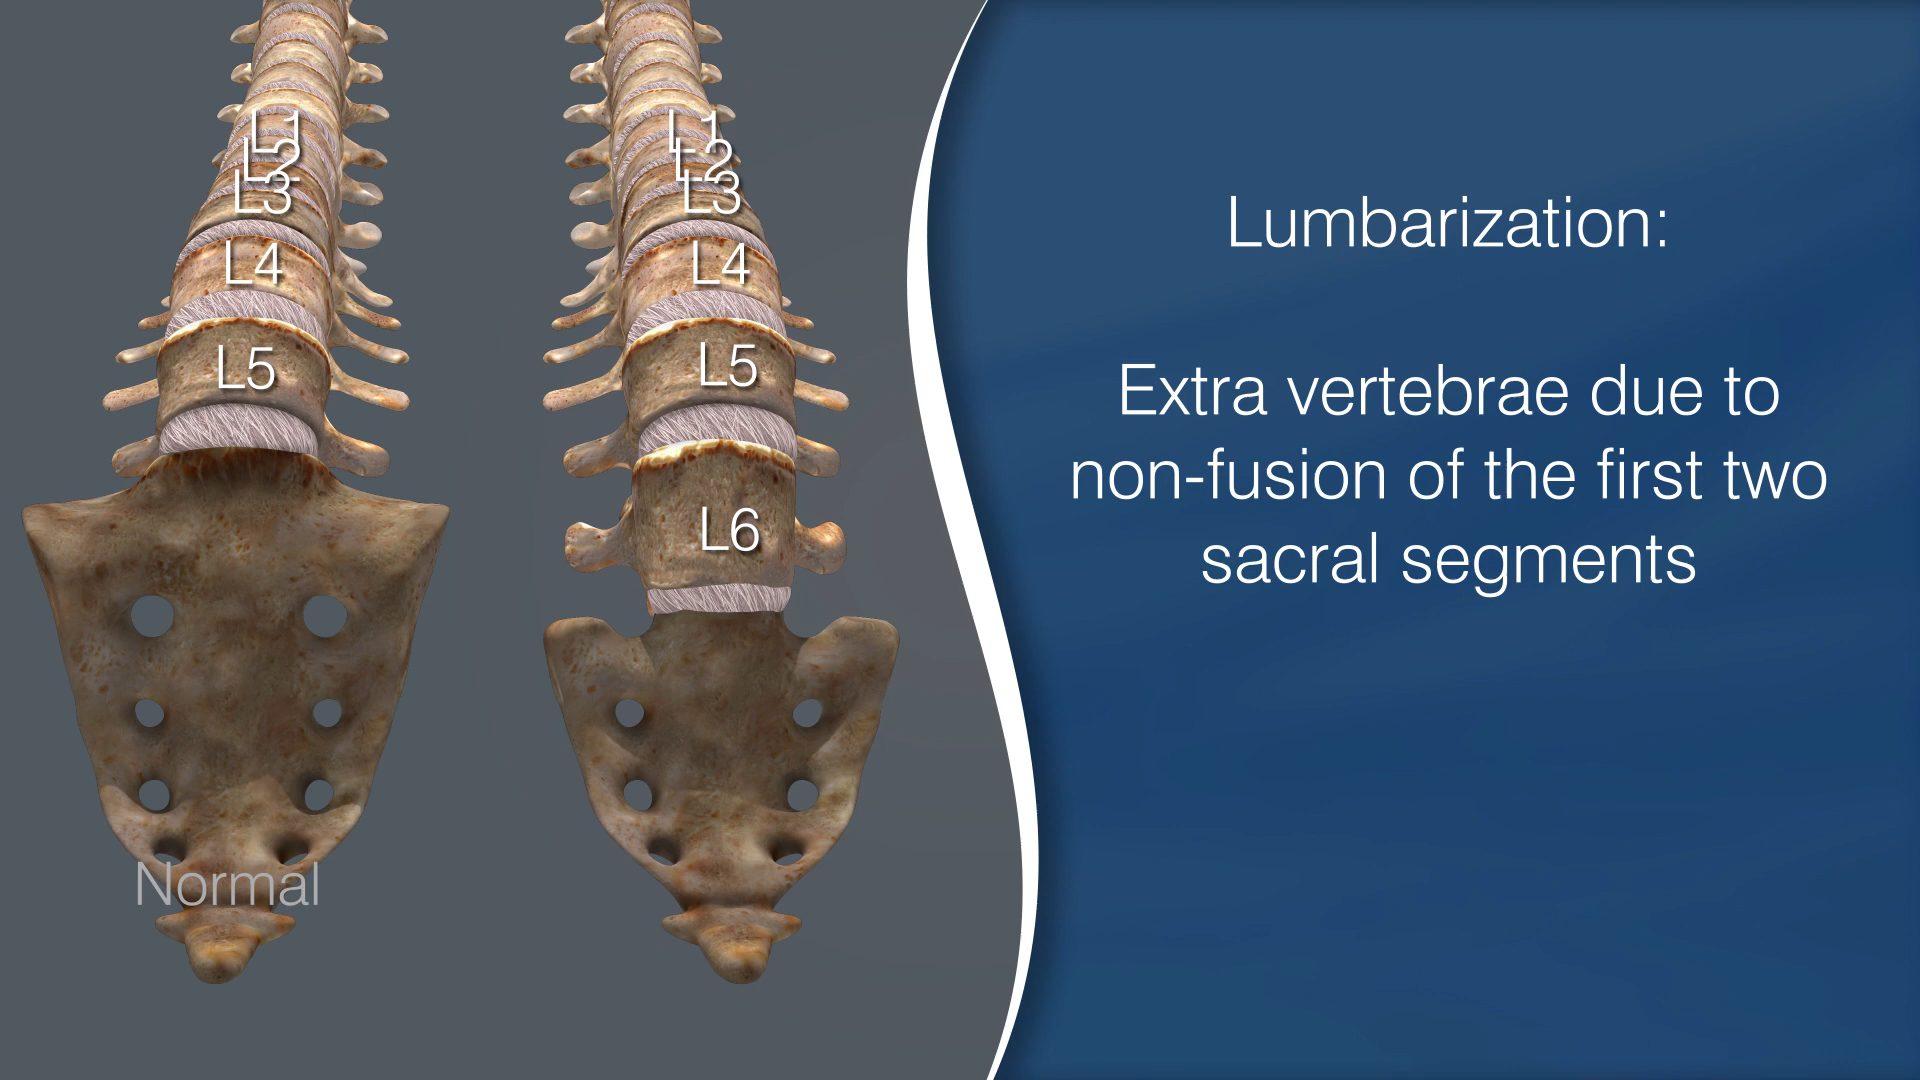 L1
L2
L3
L4
L5
Normal
L1
L2
L3
L4
L5
L6
Lumbarization:
Extra vertebrae due to
non-fusion of the first two
sacral segments